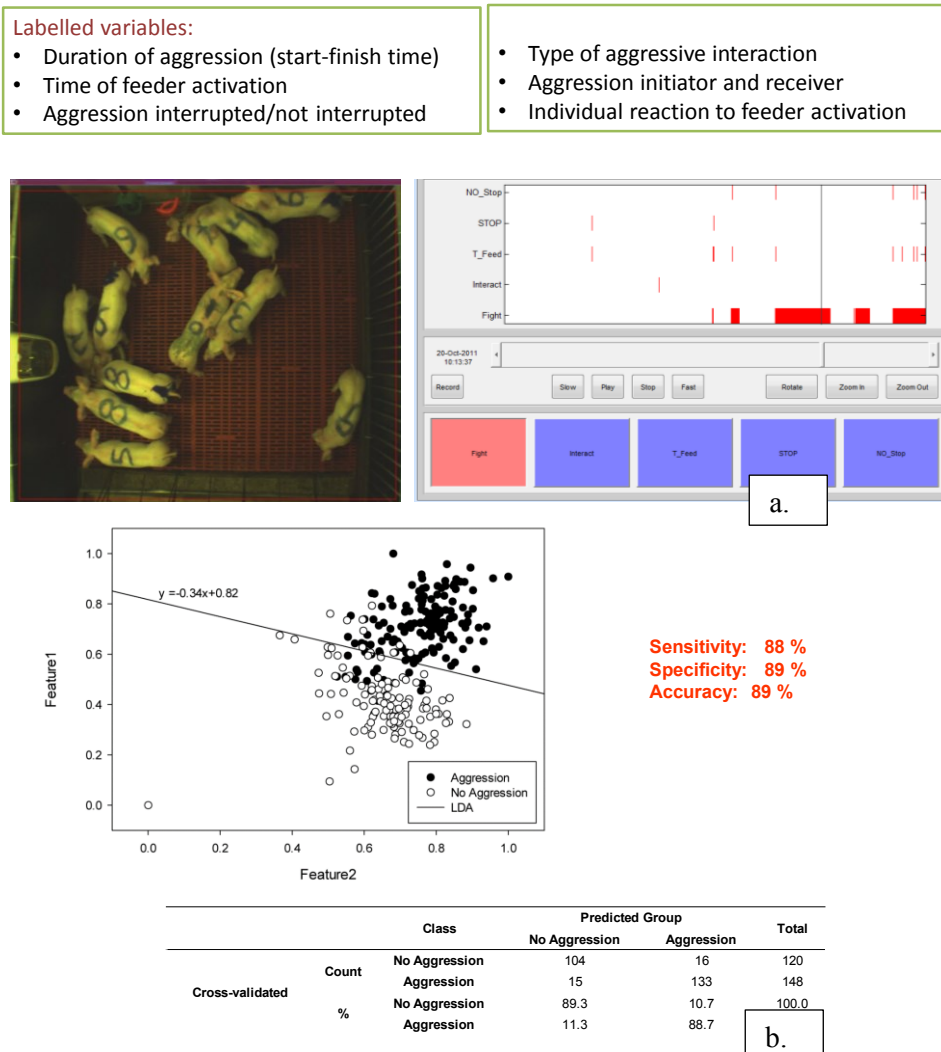 Labelled variables:
• Duration of aggression (start-finish time)
• Time of feeder activation
• Aggression interrupted/not interrupted
• Type of aggressive interaction
• Aggression initiator and receiver
• Individual reaction to feeder activation
NO_Stop
STOP
T_Feed
Interact
Fight
20-Oct-2011
10:13:37
Record Slow Play Stop Fast Rotate Zoom In Zoom Out
Fight Interact T_Feed STOP NO_Stop
a.
1.0
0.8
0.6
0.4
0.2
0.0
Feature1
y =-0.34x+0.82
Aggression
No Aggression
LDA
0.0 0.2 0.4 0.6 0.8 1.0
Feature2
Sensitivity: 88 %
Specificity: 89 %
Accuracy: 89 %
Class Predicted Group Total
No Aggression Aggression
Cross-validated
Count No Aggression 104 16 120
Aggression 15 133 148
% No Aggression 89.3 10.7 100.0
Aggression 11.3 88.7
b.